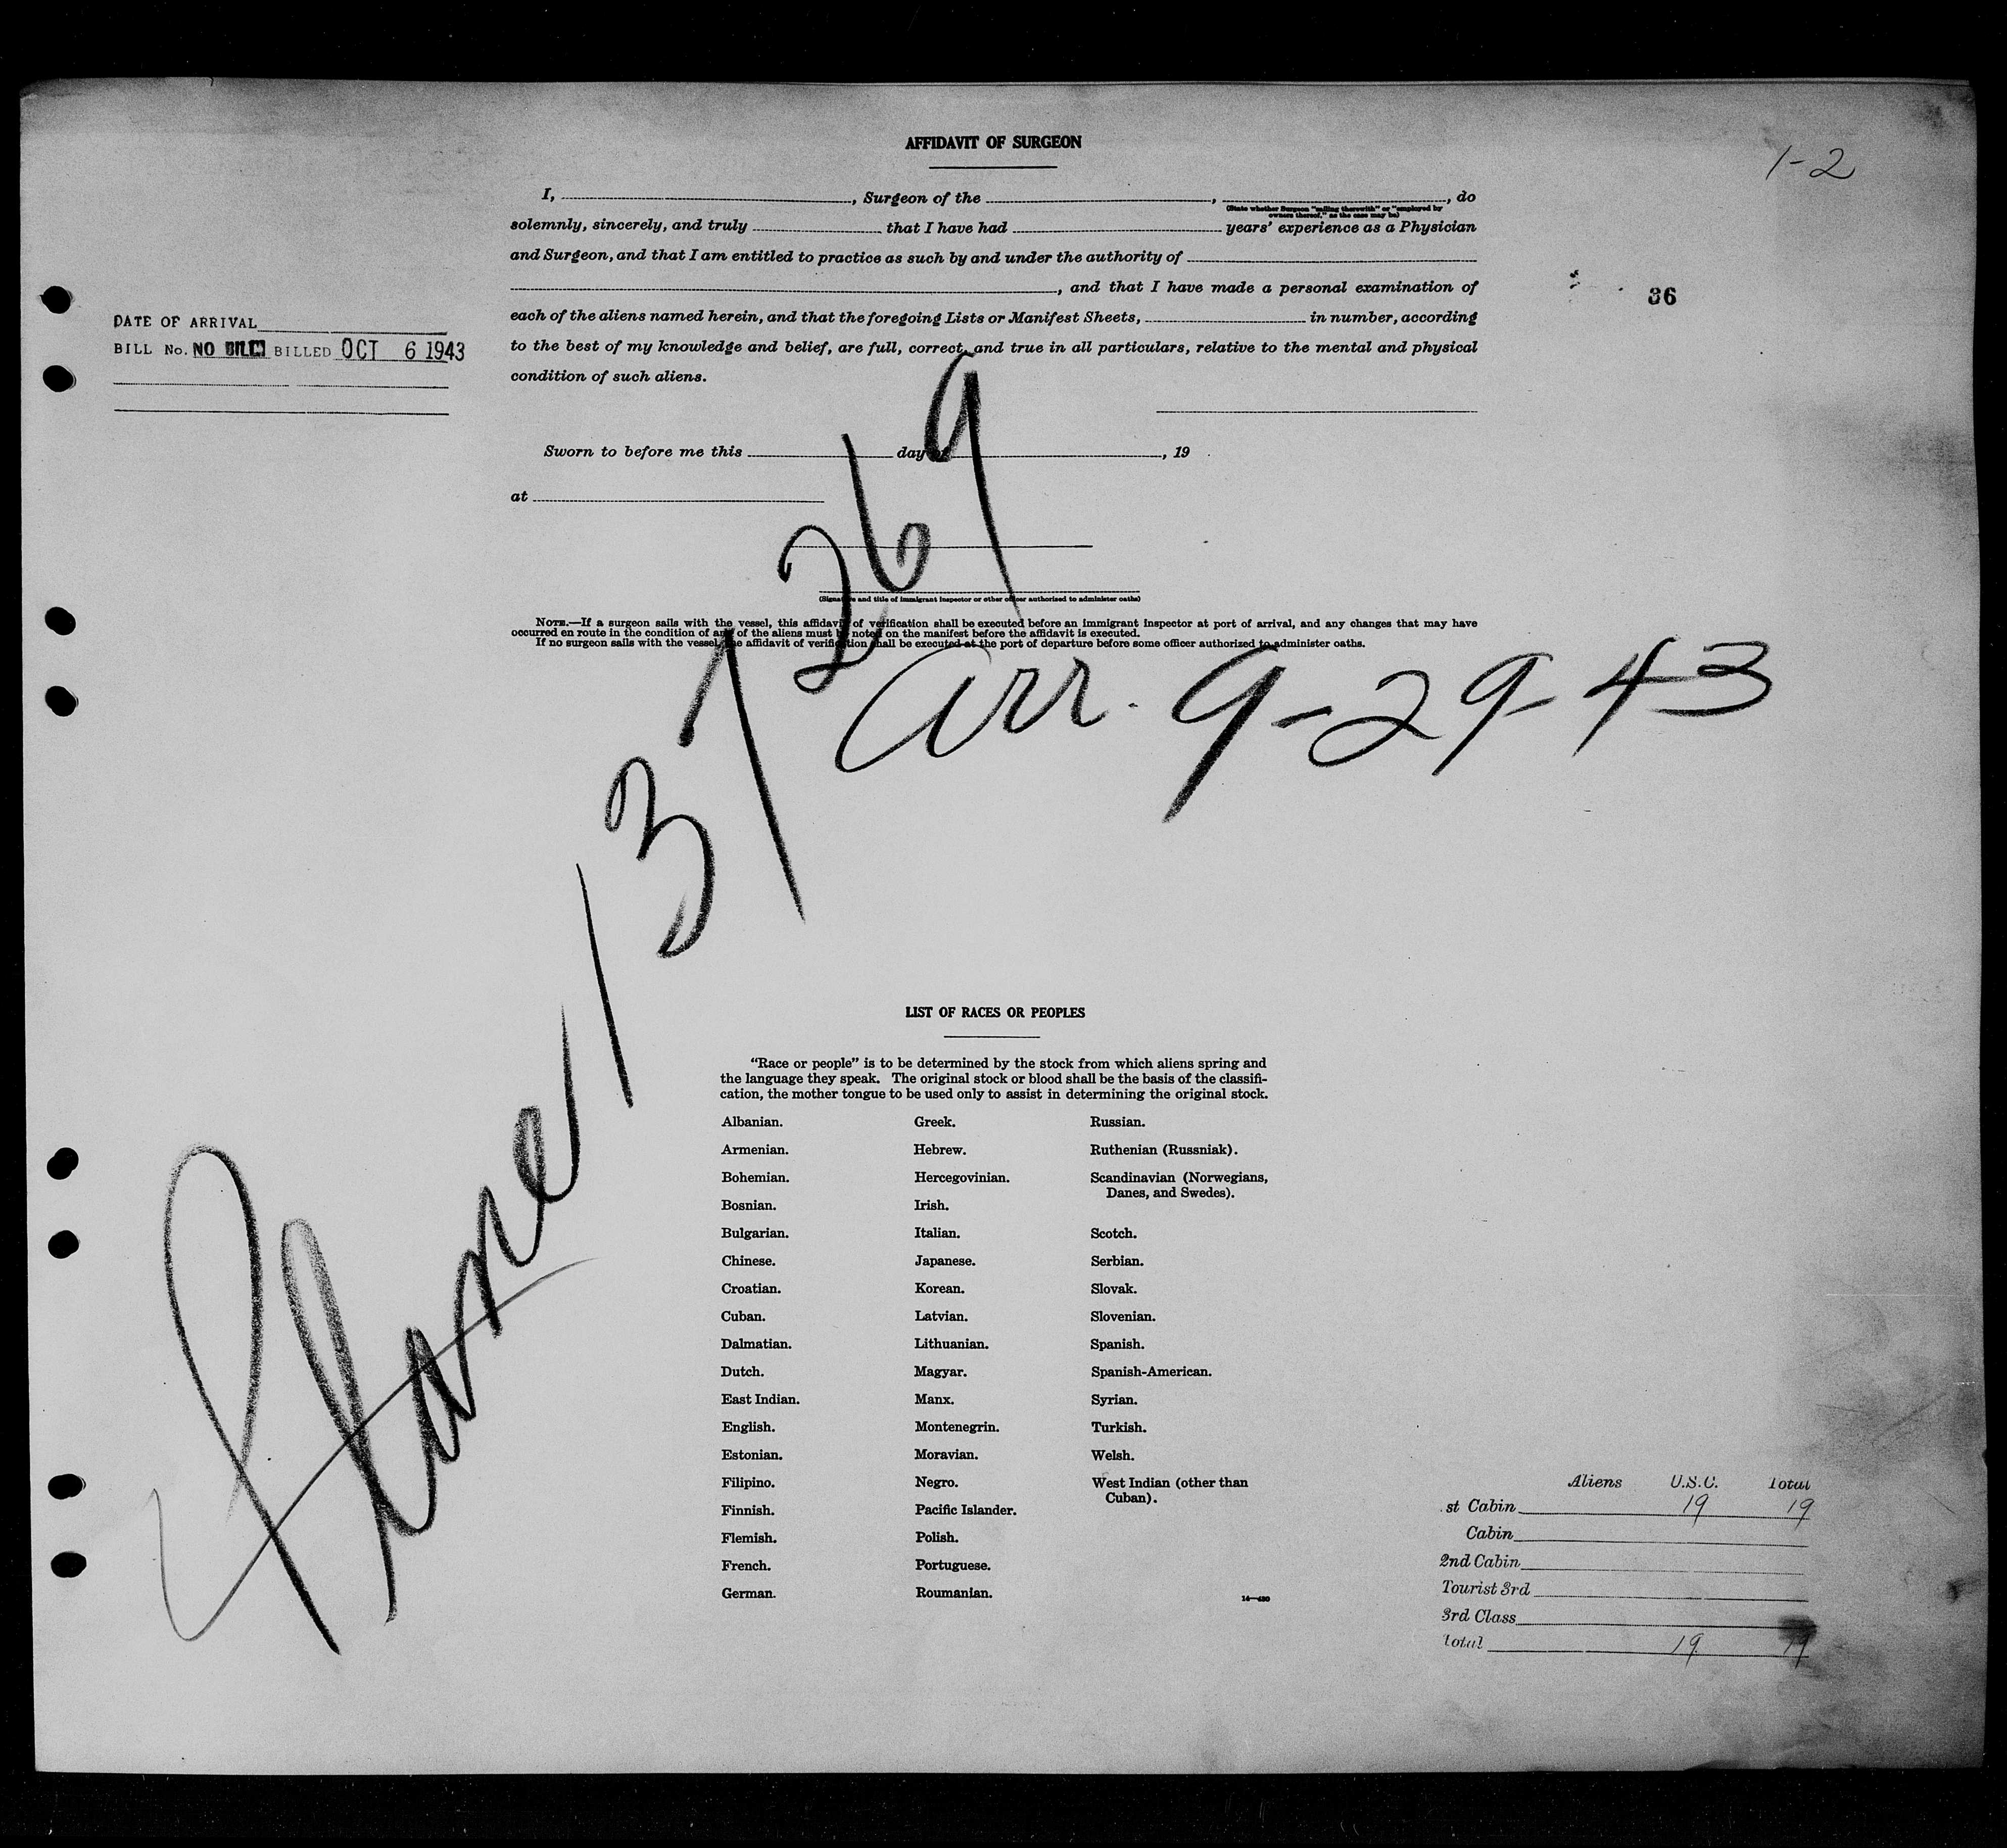 AFFIDAVIT OF SURGEON
1-2
I, , Surgeon of the , , do
(State whether Surgeon "sailing therewith" or "employed by
owners thereof," as the case may be)
solemnly, sincerely, and truly that I have had years' experience as a Physician
and Surgeon, and that I am entitled to practice as such by and under the authority of
, and that I have made a personal examination of
36
each of the aliens named herein, and that the foregoing Lists or Manifest Sheets, in number, according
to the best of my knowledge and belief, are full, correct, and true in all particulars, relative to the mental and physical
condition of such aliens.
DATE OF ARRIVAL
BILL No. NO BILL BILLED OCT 6 1943
Sworn to before me this day of , 19 .
at
(Signature and title of immigrant inspector or other officer authorized to administer oaths)
NOTE.—If a surgeon sails with the vessel, this affidavit of verification shall be executed before an immigrant inspector at port of arrival, and any changes that may have
occurred en route in the condition of any of the aliens must be noted on the manifest before the affidavit is executed.
If no surgeon sails with the vessel, the affidavit of verification shall be executed at the port of departure before some officer authorized to administer oaths.
Plane 137269
arr. 9-29-43
LIST OF RACES OR PEOPLES
"Race or people" is to be determined by the stock from which aliens spring and
the language they speak. The original stock or blood shall be the basis of the classifi-
cation, the mother tongue to be used only to assist in determining the original stock.
Albanian.
Armenian.
Bohemian.
Bosnian.
Bulgarian.
Chinese.
Croatian.
Cuban.
Dalmatian.
Dutch.
East Indian.
English.
Estonian.
Filipino.
Finnish.
Flemish.
French.
German.
Greek.
Hebrew.
Hercegovinian.
Irish.
Italian.
Japanese.
Korean.
Latvian.
Lithuanian.
Magyar.
Manx.
Montenegrin.
Moravian.
Negro.
Pacific Islander.
Polish.
Portuguese.
Roumanian.
Russian.
Ruthenian (Russniak).
Scandinavian (Norwegians,
Danes, and Swedes).
Scotch.
Serbian.
Slovak.
Slovenian.
Spanish.
Spanish-American.
Syrian.
Turkish.
Welsh.
West Indian (other than
Cuban).
14—430
Aliens U.S.C. Total
st Cabin 19 19
Cabin
2nd Cabin
Tourist 3rd
3rd Class
Total 19 19